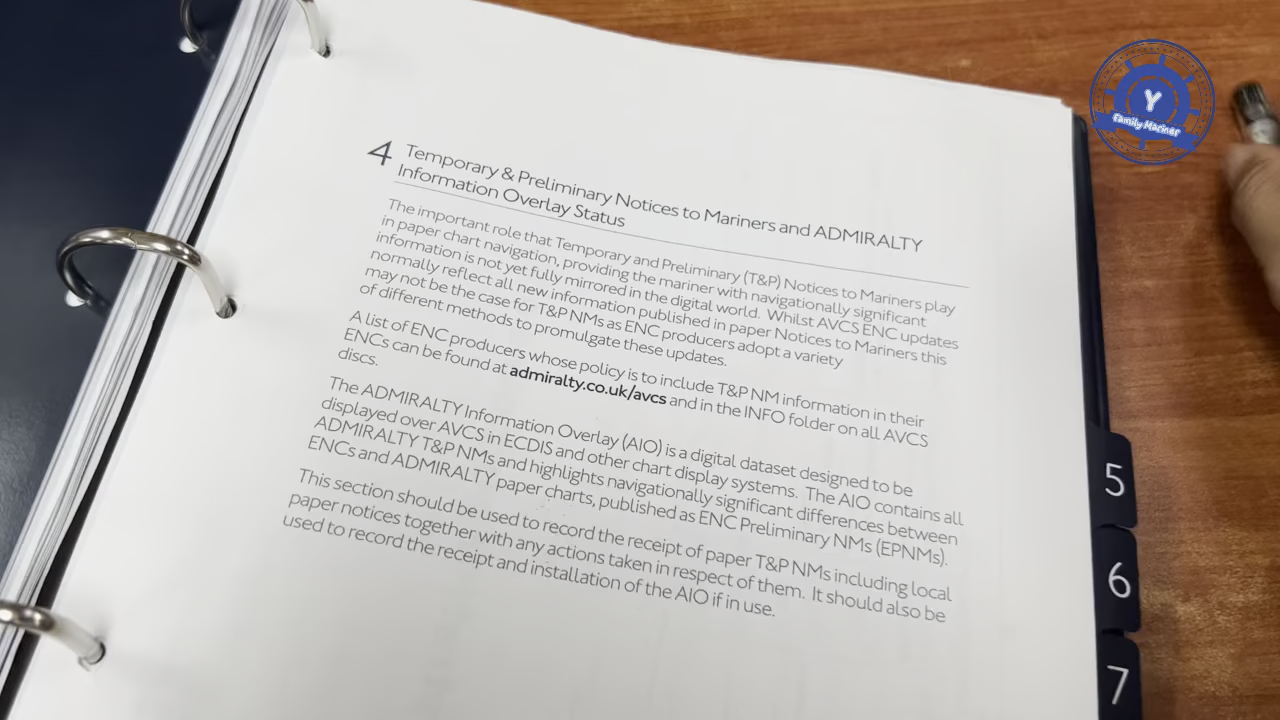 4 Temporary & Preliminary Notices to Mariners and ADMIRALTY
Information Overlay Status
The important role that Temporary and Preliminary (T&P) Notices to Mariners play
in paper chart navigation, providing the mariner with navigationally significant
information is not yet fully mirrored in the digital world. Whilst AVCS ENC updates
normally reflect all new information published in paper Notices to Mariners this
may not be the case for T&P NMs as ENC producers adopt a variety
of different methods to promulgate these updates.
A list of ENC producers whose policy is to include T&P NM information in their
ENCs can be found at admiralty.co.uk/avcs and in the INFO folder on all AVCS
discs.
The ADMIRALTY Information Overlay (AIO) is a digital dataset designed to be
displayed over AVCS in ECDIS and other chart display systems. The AIO contains all
ADMIRALTY T&P NMs and highlights navigationally significant differences between
ENCs and ADMIRALTY paper charts, published as ENC Preliminary NMs (EPNMs).
This section should be used to record the receipt of paper T&P NMs including local
paper notices together with any actions taken in respect of them. It should also be
used to record the receipt and installation of the AIO if in use.
5
6
7
Y
Family Mariner